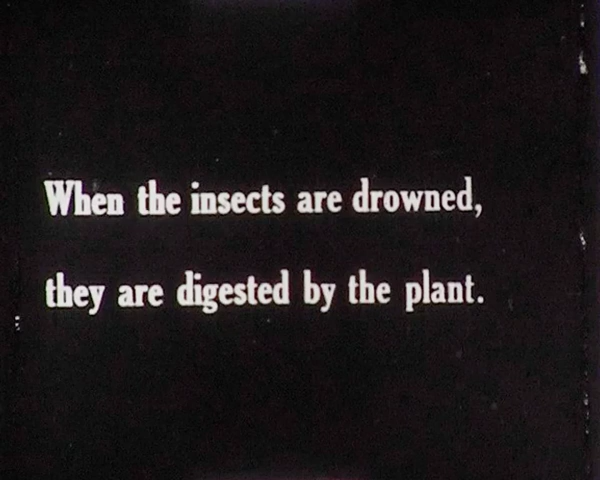 When the insects are drowned,
they are digested by the plant.